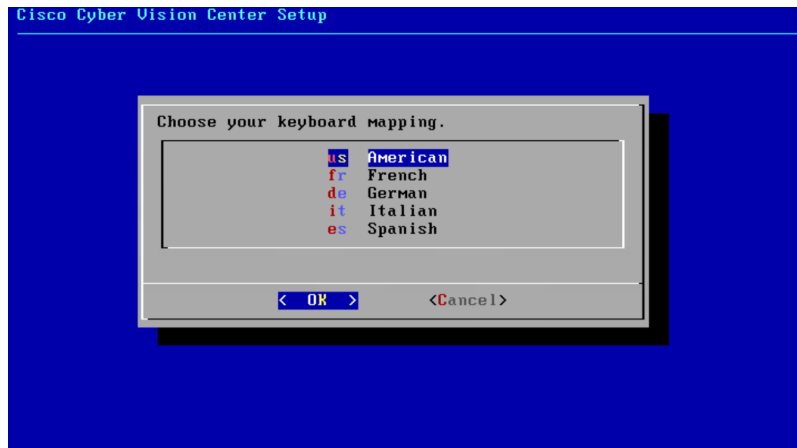 Cisco Cyber Vision Center Setup
Choose your keyboard mapping.
us American
fr French
de German
it Italian
es Spanish
< OK > <Cancel>